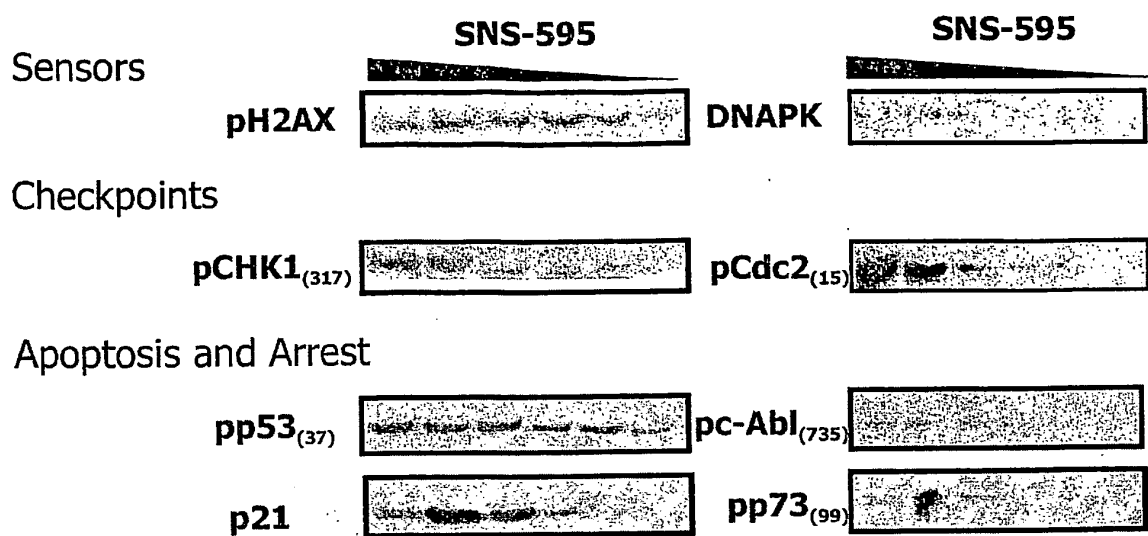 SNS-595 SNS-595
Sensors
pH2AX DNAPK
Checkpoints
pCHK1(317) pCdc2(15)
Apoptosis and Arrest
pp53(37) pc-Abl(735)
p21 pp73(99)